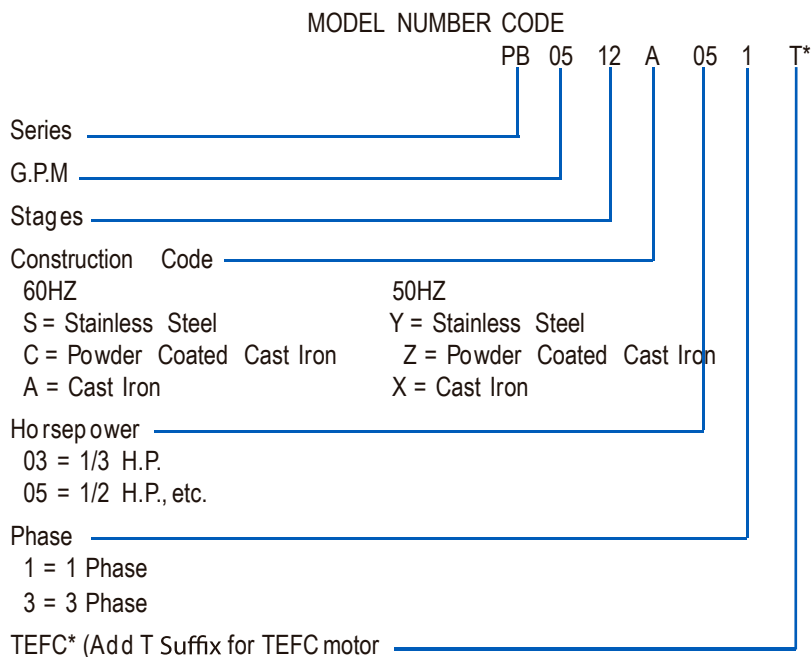 MODEL NUMBER CODE
PB 05 12 A 05 1 T*
Series
G.P.M
Stages
Construction Code
60HZ 50HZ
S = Stainless Steel Y = Stainless Steel
C = Powder Coated Cast Iron Z = Powder Coated Cast Iron
A = Cast Iron X = Cast Iron
Horsepower
03 = 1/3 H.P.
05 = 1/2 H.P., etc.
Phase
1 = 1 Phase
3 = 3 Phase
TEFC* (Add T Suffix for TEFC motor